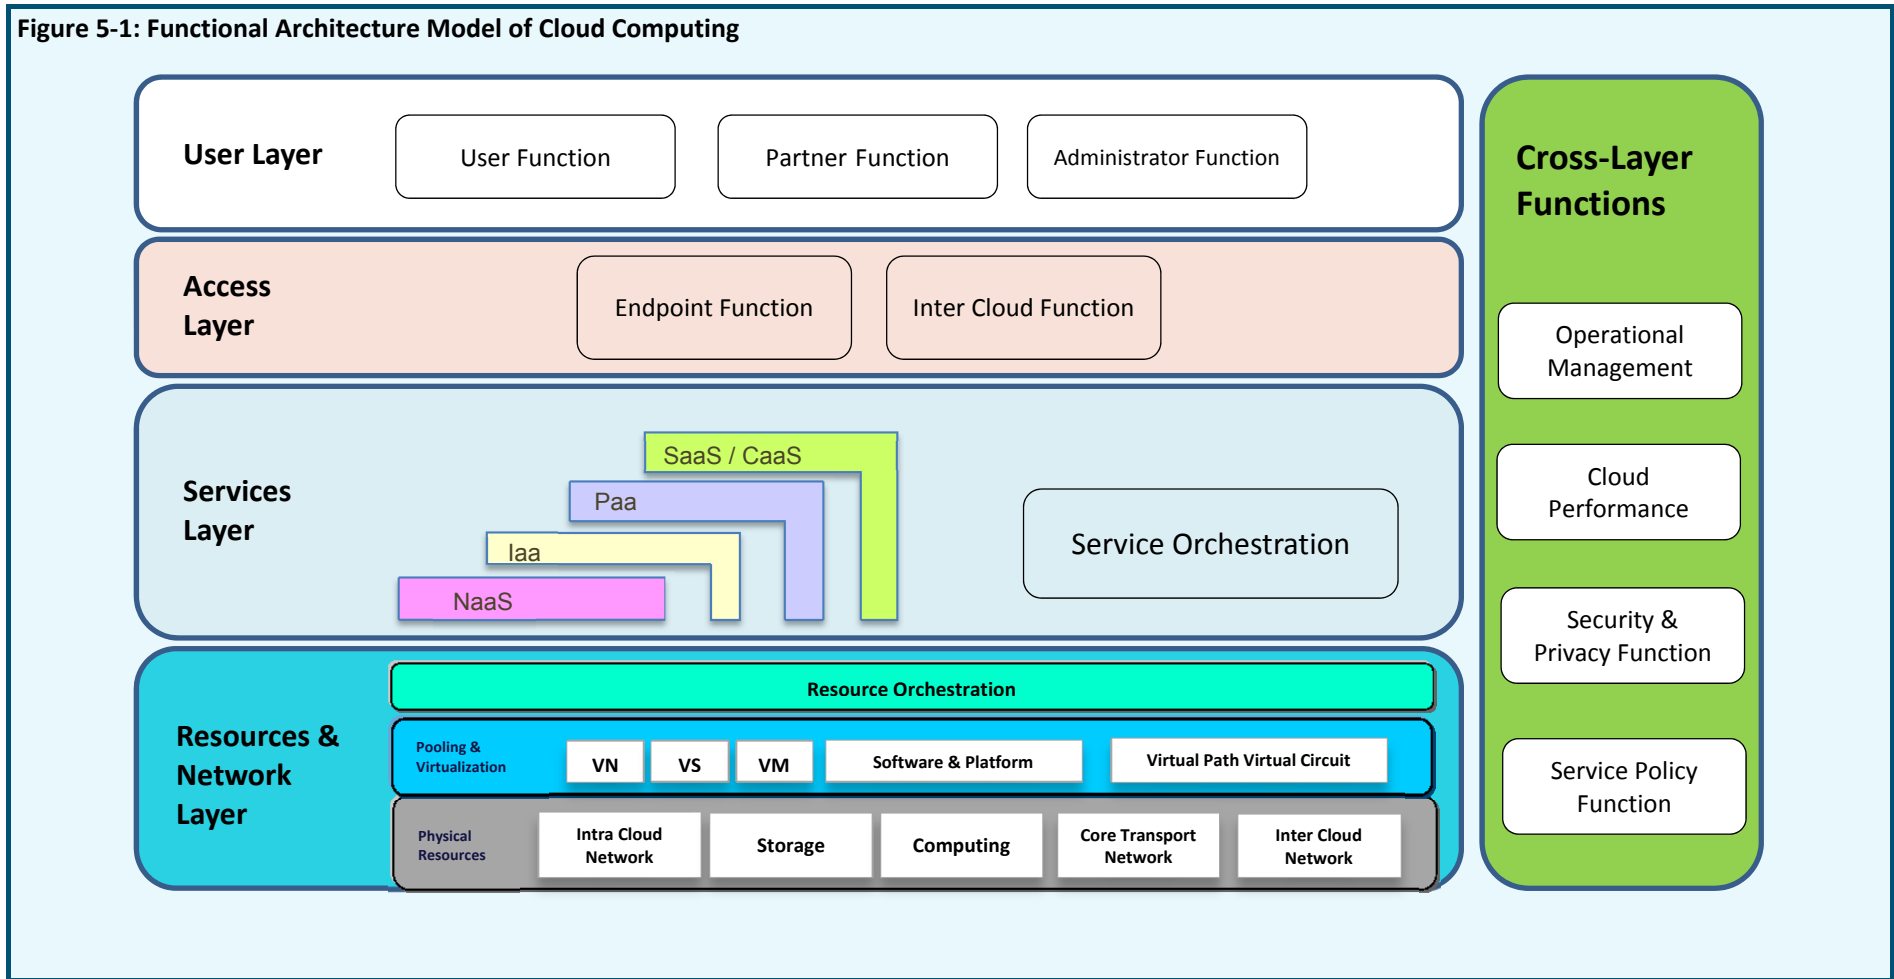 Figure 5-1: Functional Architecture Model of Cloud Computing
User Layer
User Function
Partner Function
Administrator Function
Access
Layer
Endpoint Function
Inter Cloud Function
Services
Layer
SaaS / CaaS
Paa
Iaa
NaaS
Service Orchestration
Resources &
Network
Layer
Resource Orchestration
Pooling &
Virtualization
VN
VS
VM
Software & Platform
Virtual Path Virtual Circuit
Physical
Resources
Intra Cloud
Network
Storage
Computing
Core Transport
Network
Inter Cloud
Network
Cross-Layer
Functions
Operational
Management
Cloud
Performance
Security &
Privacy Function
Service Policy
Function